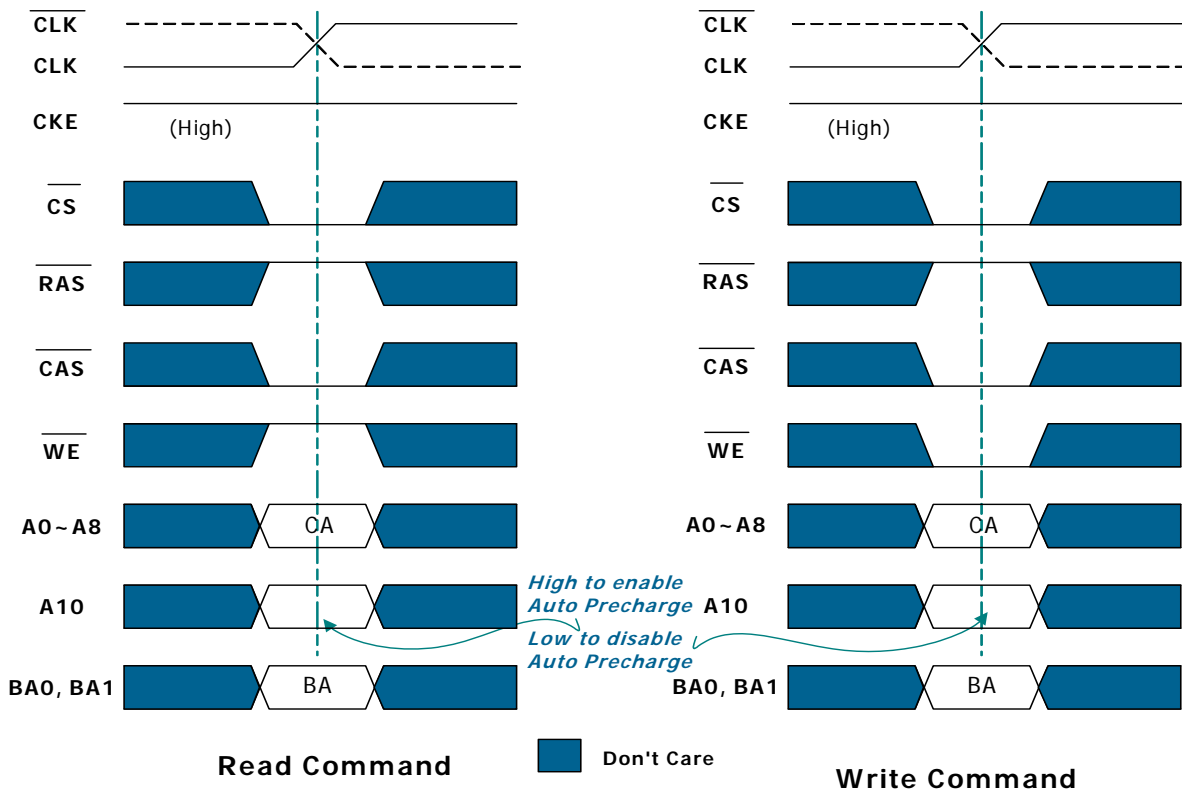 CLK
CLK
CKE
(High)
CS
RAS
CAS
WE
A0~A8
CA
A10
BA0, BA1
BA
Read Command
High to enable
Auto Precharge
Low to disable
Auto Precharge
Don't Care
CLK
CLK
CKE
(High)
CS
RAS
CAS
WE
A0~A8
CA
A10
BA0, BA1
BA
Write Command